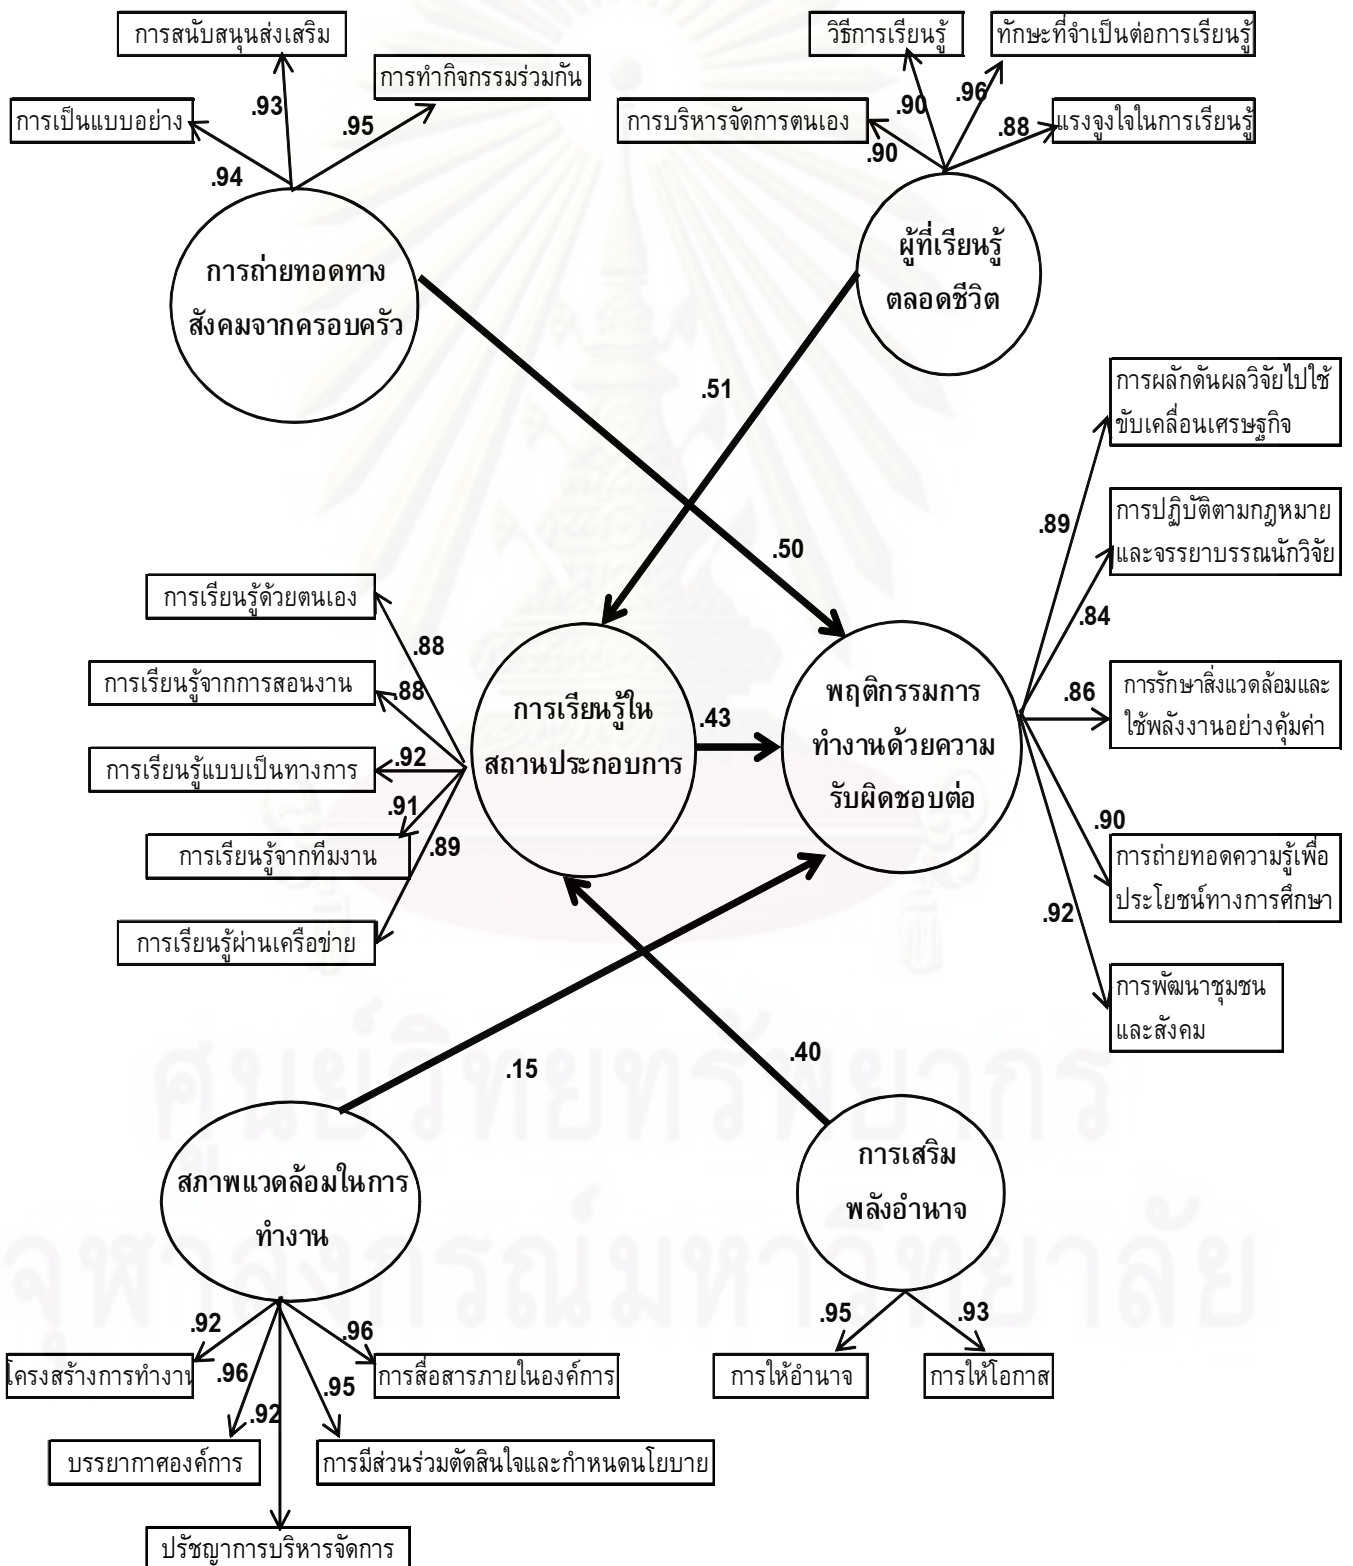 การสนับสนุนส่งเสริม
วิธีการเรียนรู้
ทักษะที่จำเป็นต่อการเรียนรู้
การทำกิจกรรมร่วมกัน
การเป็นแบบอย่าง
การบริหารจัดการตนเอง
แรงจูงใจในการเรียนรู้
.93
.95
.94
.90
.96
.88
.90
การถ่ายทอดทาง
สังคมจากครอบครัว
ผู้ที่เรียนรู้
ตลอดชีวิต
.51
.50
การผลักดันผลวิจัยไปใช้
ขับเคลื่อนเศรษฐกิจ
.89
การปฏิบัติตามกฎหมาย
และจรรยาบรรณนักวิจัย
.84
การเรียนรู้ด้วยตนเอง
.88
การเรียนรู้จากการสอนงาน
.88
การเรียนรู้แบบเป็นทางการ
.92
.91
การเรียนรู้จากทีมงาน
.89
การเรียนรู้ผ่านเครือข่าย
การเรียนรู้ใน
สถานประกอบการ
.43
พฤติกรรมการ
ทำงานด้วยความ
รับผิดชอบต่อ
.86
การรักษาสิ่งแวดล้อมและ
ใช้พลังงานอย่างคุ้มค่า
.90
การถ่ายทอดความรู้เพื่อ
ประโยชน์ทางการศึกษา
.92
การพัฒนาชุมชน
และสังคม
.15
.40
ศูนย์วิทยทรัพยากร
จุฬาลงกรณ์มหาวิทยาลัย
สภาพแวดล้อมในการ
ทำงาน
การเสริม
พลังอำนาจ
.92
.96
.96
.95
.92
.95
.93
โครงสร้างการทำงาน
การสื่อสารภายในองค์การ
การให้อำนาจ
การให้โอกาส
บรรยากาศองค์การ
การมีส่วนร่วมตัดสินใจและกำหนดนโยบาย
ปรัชญาการบริหารจัดการ